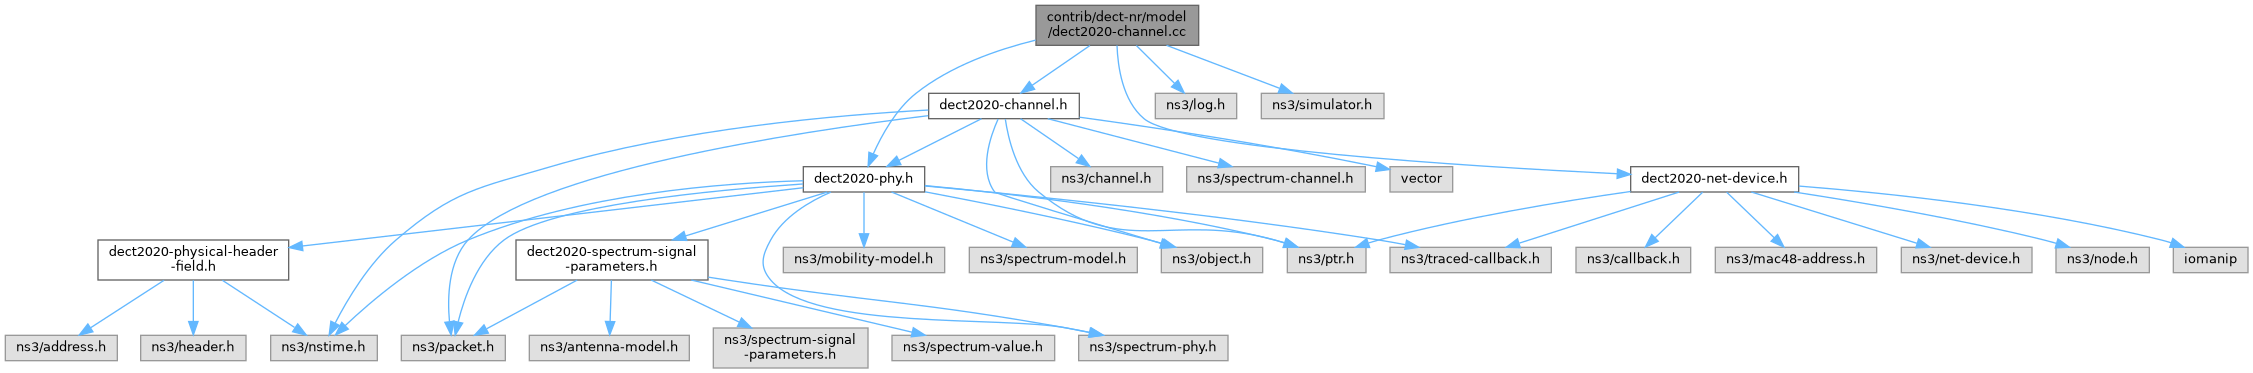 contrib/dect-nr/model
/dect2020-channel.cc
dect2020-channel.h
ns3/log.h
ns3/simulator.h
dect2020-phy.h
ns3/channel.h
ns3/spectrum-channel.h
vector
dect2020-net-device.h
dect2020-physical-header
-field.h
dect2020-spectrum-signal
-parameters.h
ns3/mobility-model.h
ns3/spectrum-model.h
ns3/object.h
ns3/ptr.h
ns3/traced-callback.h
ns3/callback.h
ns3/mac48-address.h
ns3/net-device.h
ns3/node.h
iomanip
ns3/address.h
ns3/header.h
ns3/nstime.h
ns3/packet.h
ns3/antenna-model.h
ns3/spectrum-signal
-parameters.h
ns3/spectrum-value.h
ns3/spectrum-phy.h